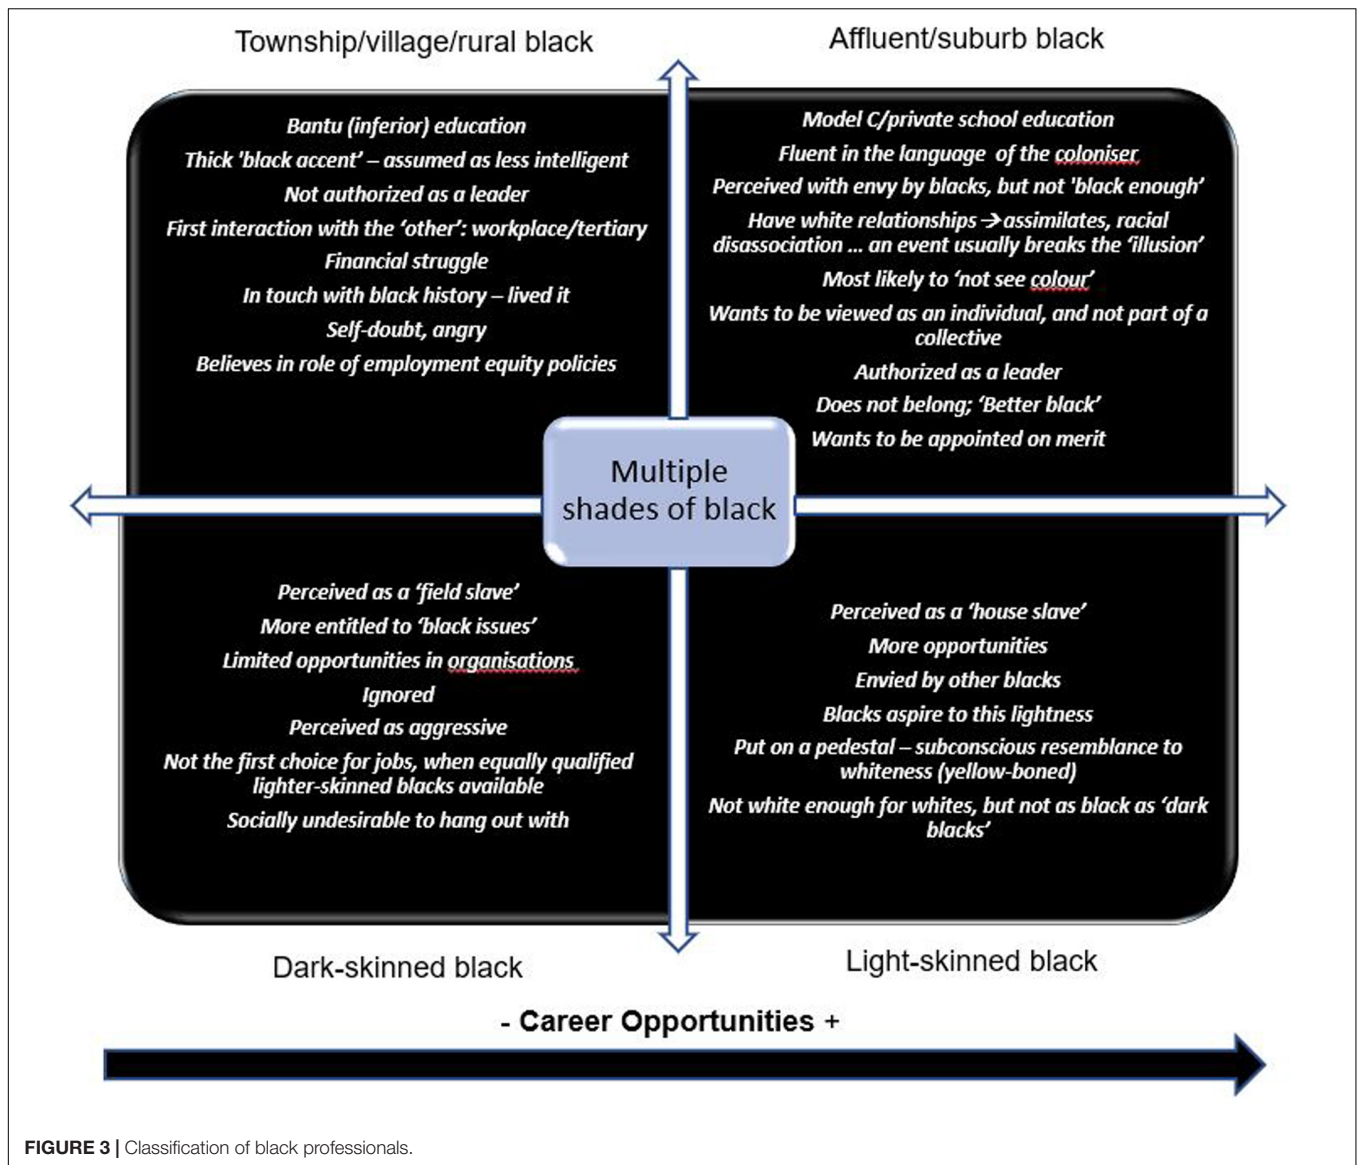 Township/village/rural black
Affluent/suburb black
Bantu (inferior) education
Thick 'black accent’ – assumed as less intelligent
Not authorized as a leader
First interaction with the ‘other’: workplace/tertiary
Financial struggle
In touch with black history – lived it
Self-doubt, angry
Believes in role of employment equity policies
Model C/private school education
Fluent in the language of the coloniser
Perceived with envy by blacks, but not 'black enough’
Have white relationships → assimilates, racial
disassociation ... an event usually breaks the ‘illusion’
Most likely to ‘not see colour’
Wants to be viewed as an individual, and not part of a
collective
Authorized as a leader
Does not belong; ‘Better black’
Wants to be appointed on merit
Multiple
shades of black
Perceived as a ‘field slave’
More entitled to ‘black issues’
Limited opportunities in organisations
Ignored
Perceived as aggressive
Not the first choice for jobs, when equally qualified
lighter-skinned blacks available
Socially undesirable to hang out with
Perceived as a ‘house slave’
More opportunities
Envied by other blacks
Blacks aspire to this lightness
Put on a pedestal – subconscious resemblance to
whiteness (yellow-boned)
Not white enough for whites, but not as black as ‘dark
blacks’
Dark-skinned black
Light-skinned black
- Career Opportunities +
FIGURE 3 | Classification of black professionals.